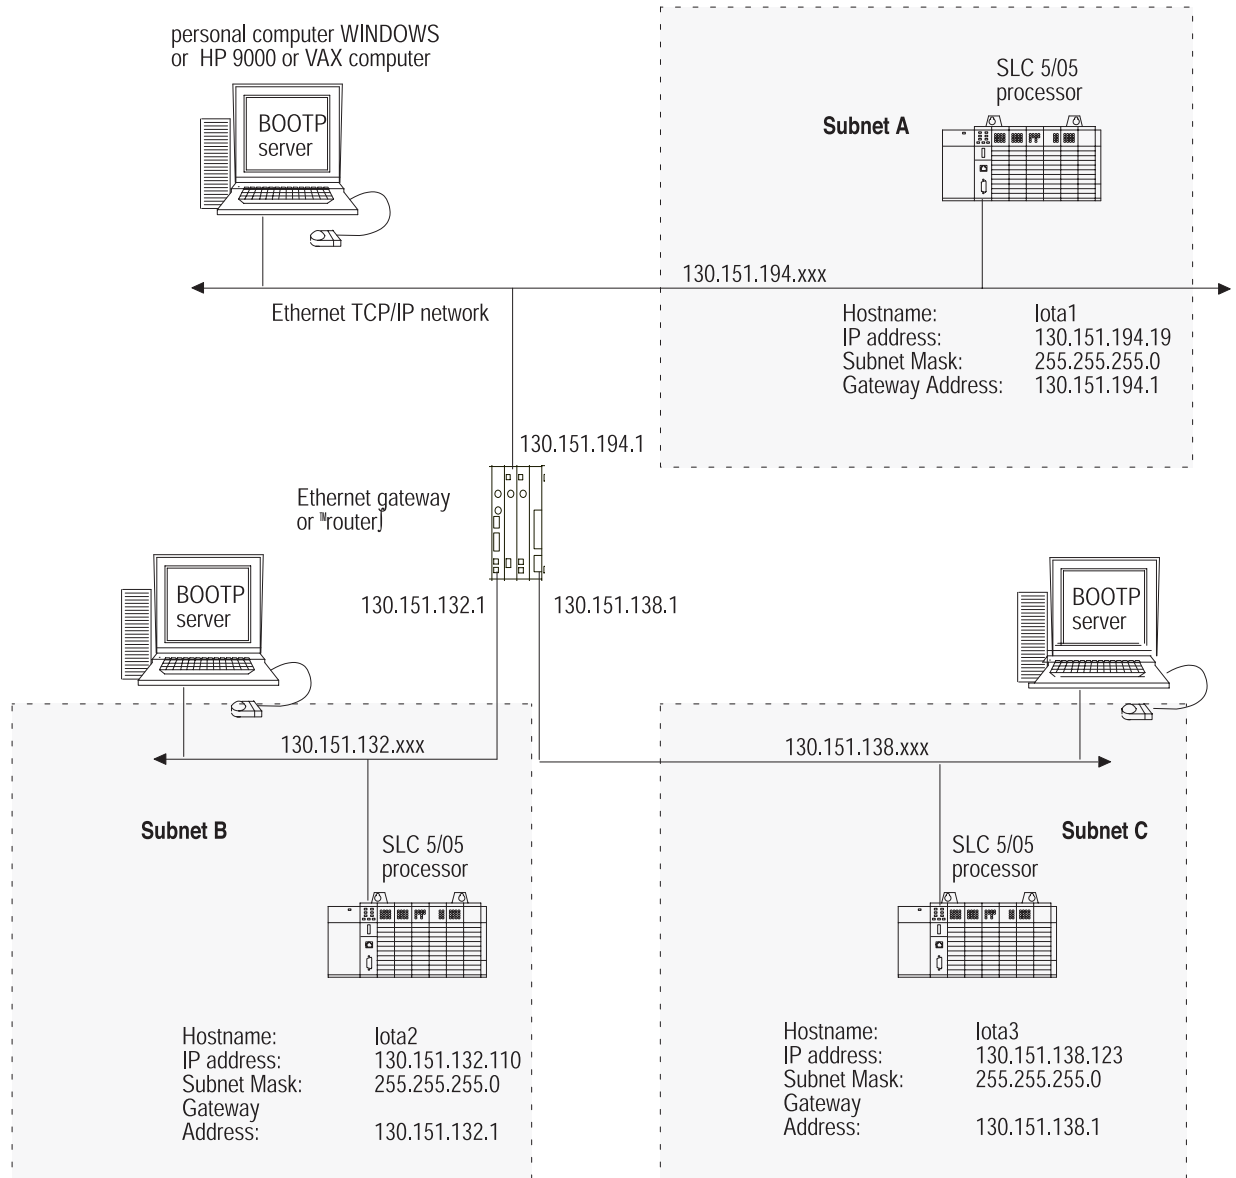 personal computer WINDOWS
or HP 9000 or VAX computer
BOOTP
server
Subnet A
SLC 5/05
processor
130.151.194.xxx
Ethernet TCP/IP network
Hostname: Iota1
IP address: 130.151.194.19
Subnet Mask: 255.255.255.0
Gateway Address: 130.151.194.1
130.151.194.1
Ethernet gateway
or ™router∫
130.151.132.1
130.151.138.1
BOOTP
server
BOOTP
server
130.151.132.xxx
130.151.138.xxx
Subnet B
SLC 5/05
processor
Subnet C
SLC 5/05
processor
Hostname: Iota2
IP address: 130.151.132.110
Subnet Mask: 255.255.255.0
Gateway
Address: 130.151.132.1
Hostname: Iota3
IP address: 130.151.138.123
Subnet Mask: 255.255.255.0
Gateway
Address: 130.151.138.1